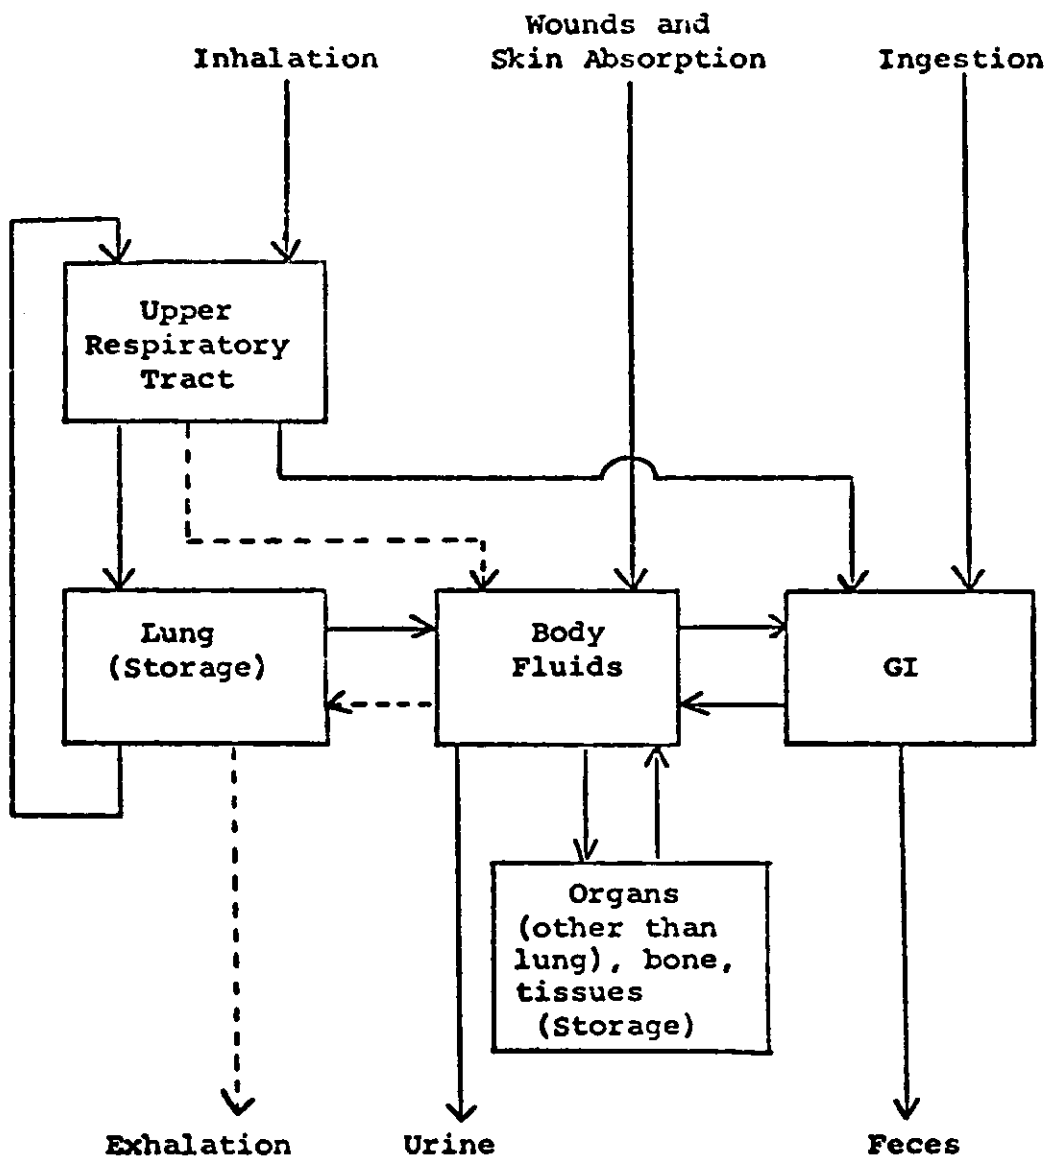 Wounds and
Inhalation Skin Absorption Ingestion
Upper
Respiratory
Tract
Lung
(Storage)
Body
Fluids
GI
Organs
(other than
lung), bone,
tissues
(Storage)
Exhalation Urine Feces